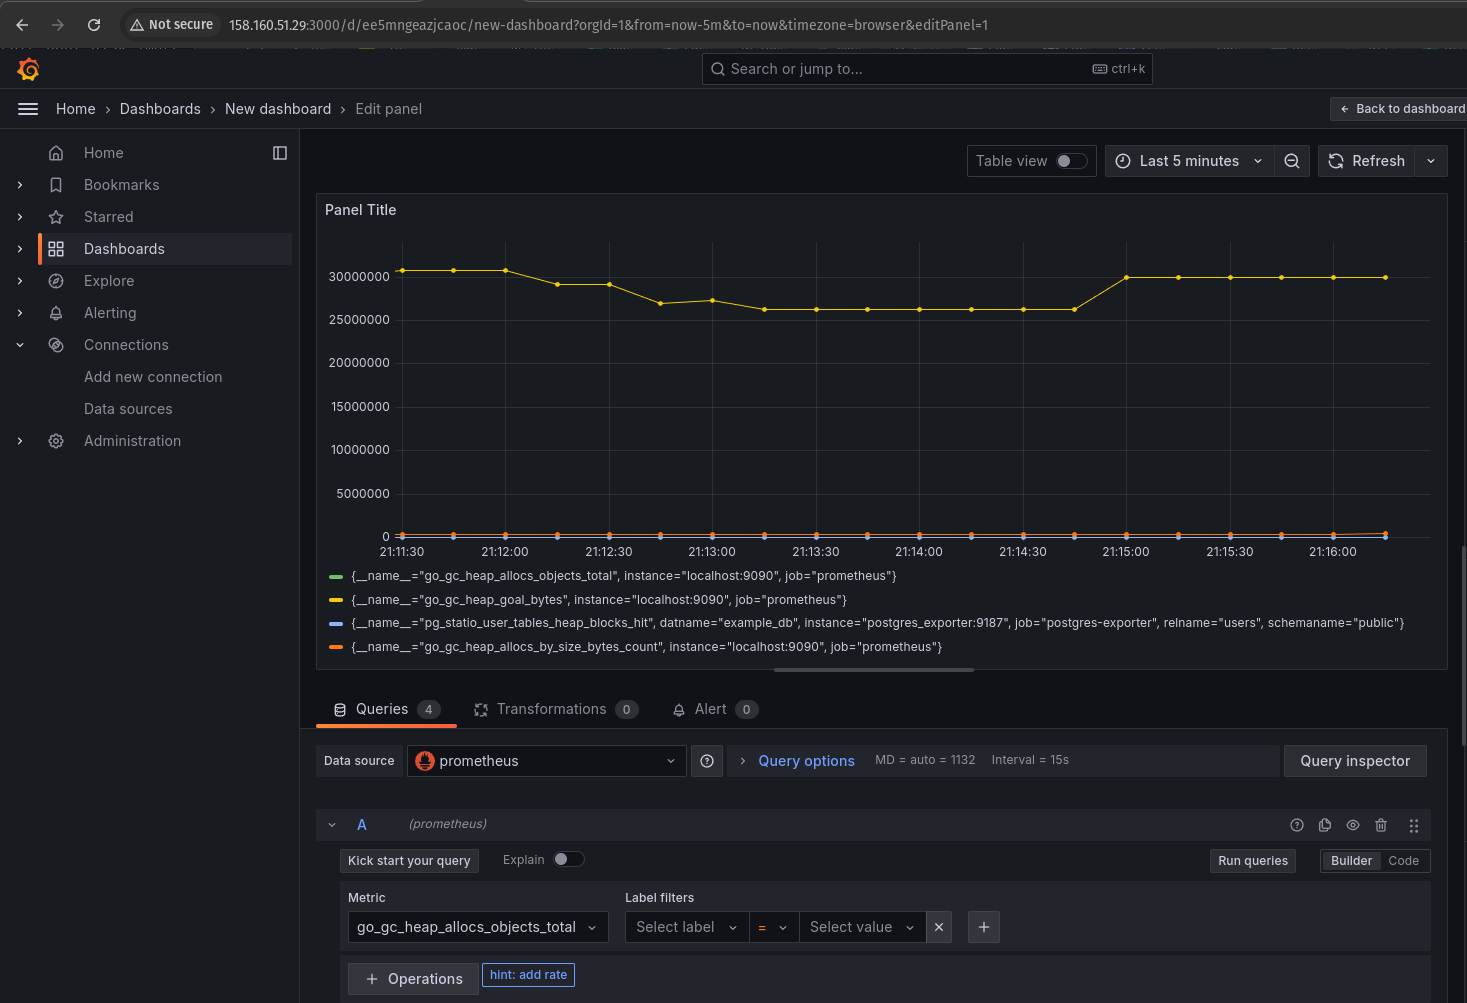 Not secure 158.160.51.29:3000/d/ee5mngeazjcaoc/new-dashboard?orgId=1&from=now-5m&to=now&timezone=browser&editPanel=1
Search or jump to... ctrl+k
Home › Dashboards › New dashboard › Edit panel
← Back to dashboard
Home
Bookmarks
Starred
Dashboards
Explore
Alerting
Connections
Add new connection
Data sources
Administration
Table view Last 5 minutes Refresh
Panel Title
30000000
25000000
20000000
15000000
10000000
5000000
0
21:11:30 21:12:00 21:12:30 21:13:00 21:13:30 21:14:00 21:14:30 21:15:00 21:15:30 21:16:00
{__name__="go_gc_heap_allocs_objects_total", instance="localhost:9090", job="prometheus"}
{__name__="go_gc_heap_goal_bytes", instance="localhost:9090", job="prometheus"}
{__name__="pg_statio_user_tables_heap_blocks_hit", datname="example_db", instance="postgres_exporter:9187", job="postgres-exporter", relname="users", schemaname="public"}
{__name__="go_gc_heap_allocs_by_size_bytes_count", instance="localhost:9090", job="prometheus"}
Queries 4 Transformations 0 Alert 0
Data source prometheus Query options MD = auto = 1132 Interval = 15s Query inspector
A (prometheus)
Kick start your query Explain Run queries Builder Code
Metric Label filters
go_gc_heap_allocs_objects_total Select label = Select value
+ Operations hint: add rate